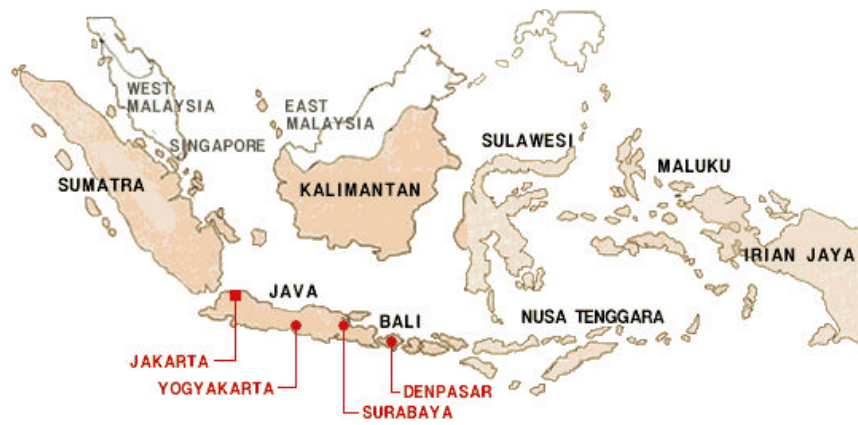 WEST
MALAYSIA
EAST
MALAYSIA
SINGAPORE
SULAWESI
MALUKU
SUMATRA
KALIMANTAN
IRIAN JAYA
JAVA
BALI
NUSA TENGGARA
JAKARTA
YOGYAKARTA
DENPASAR
SURABAYA